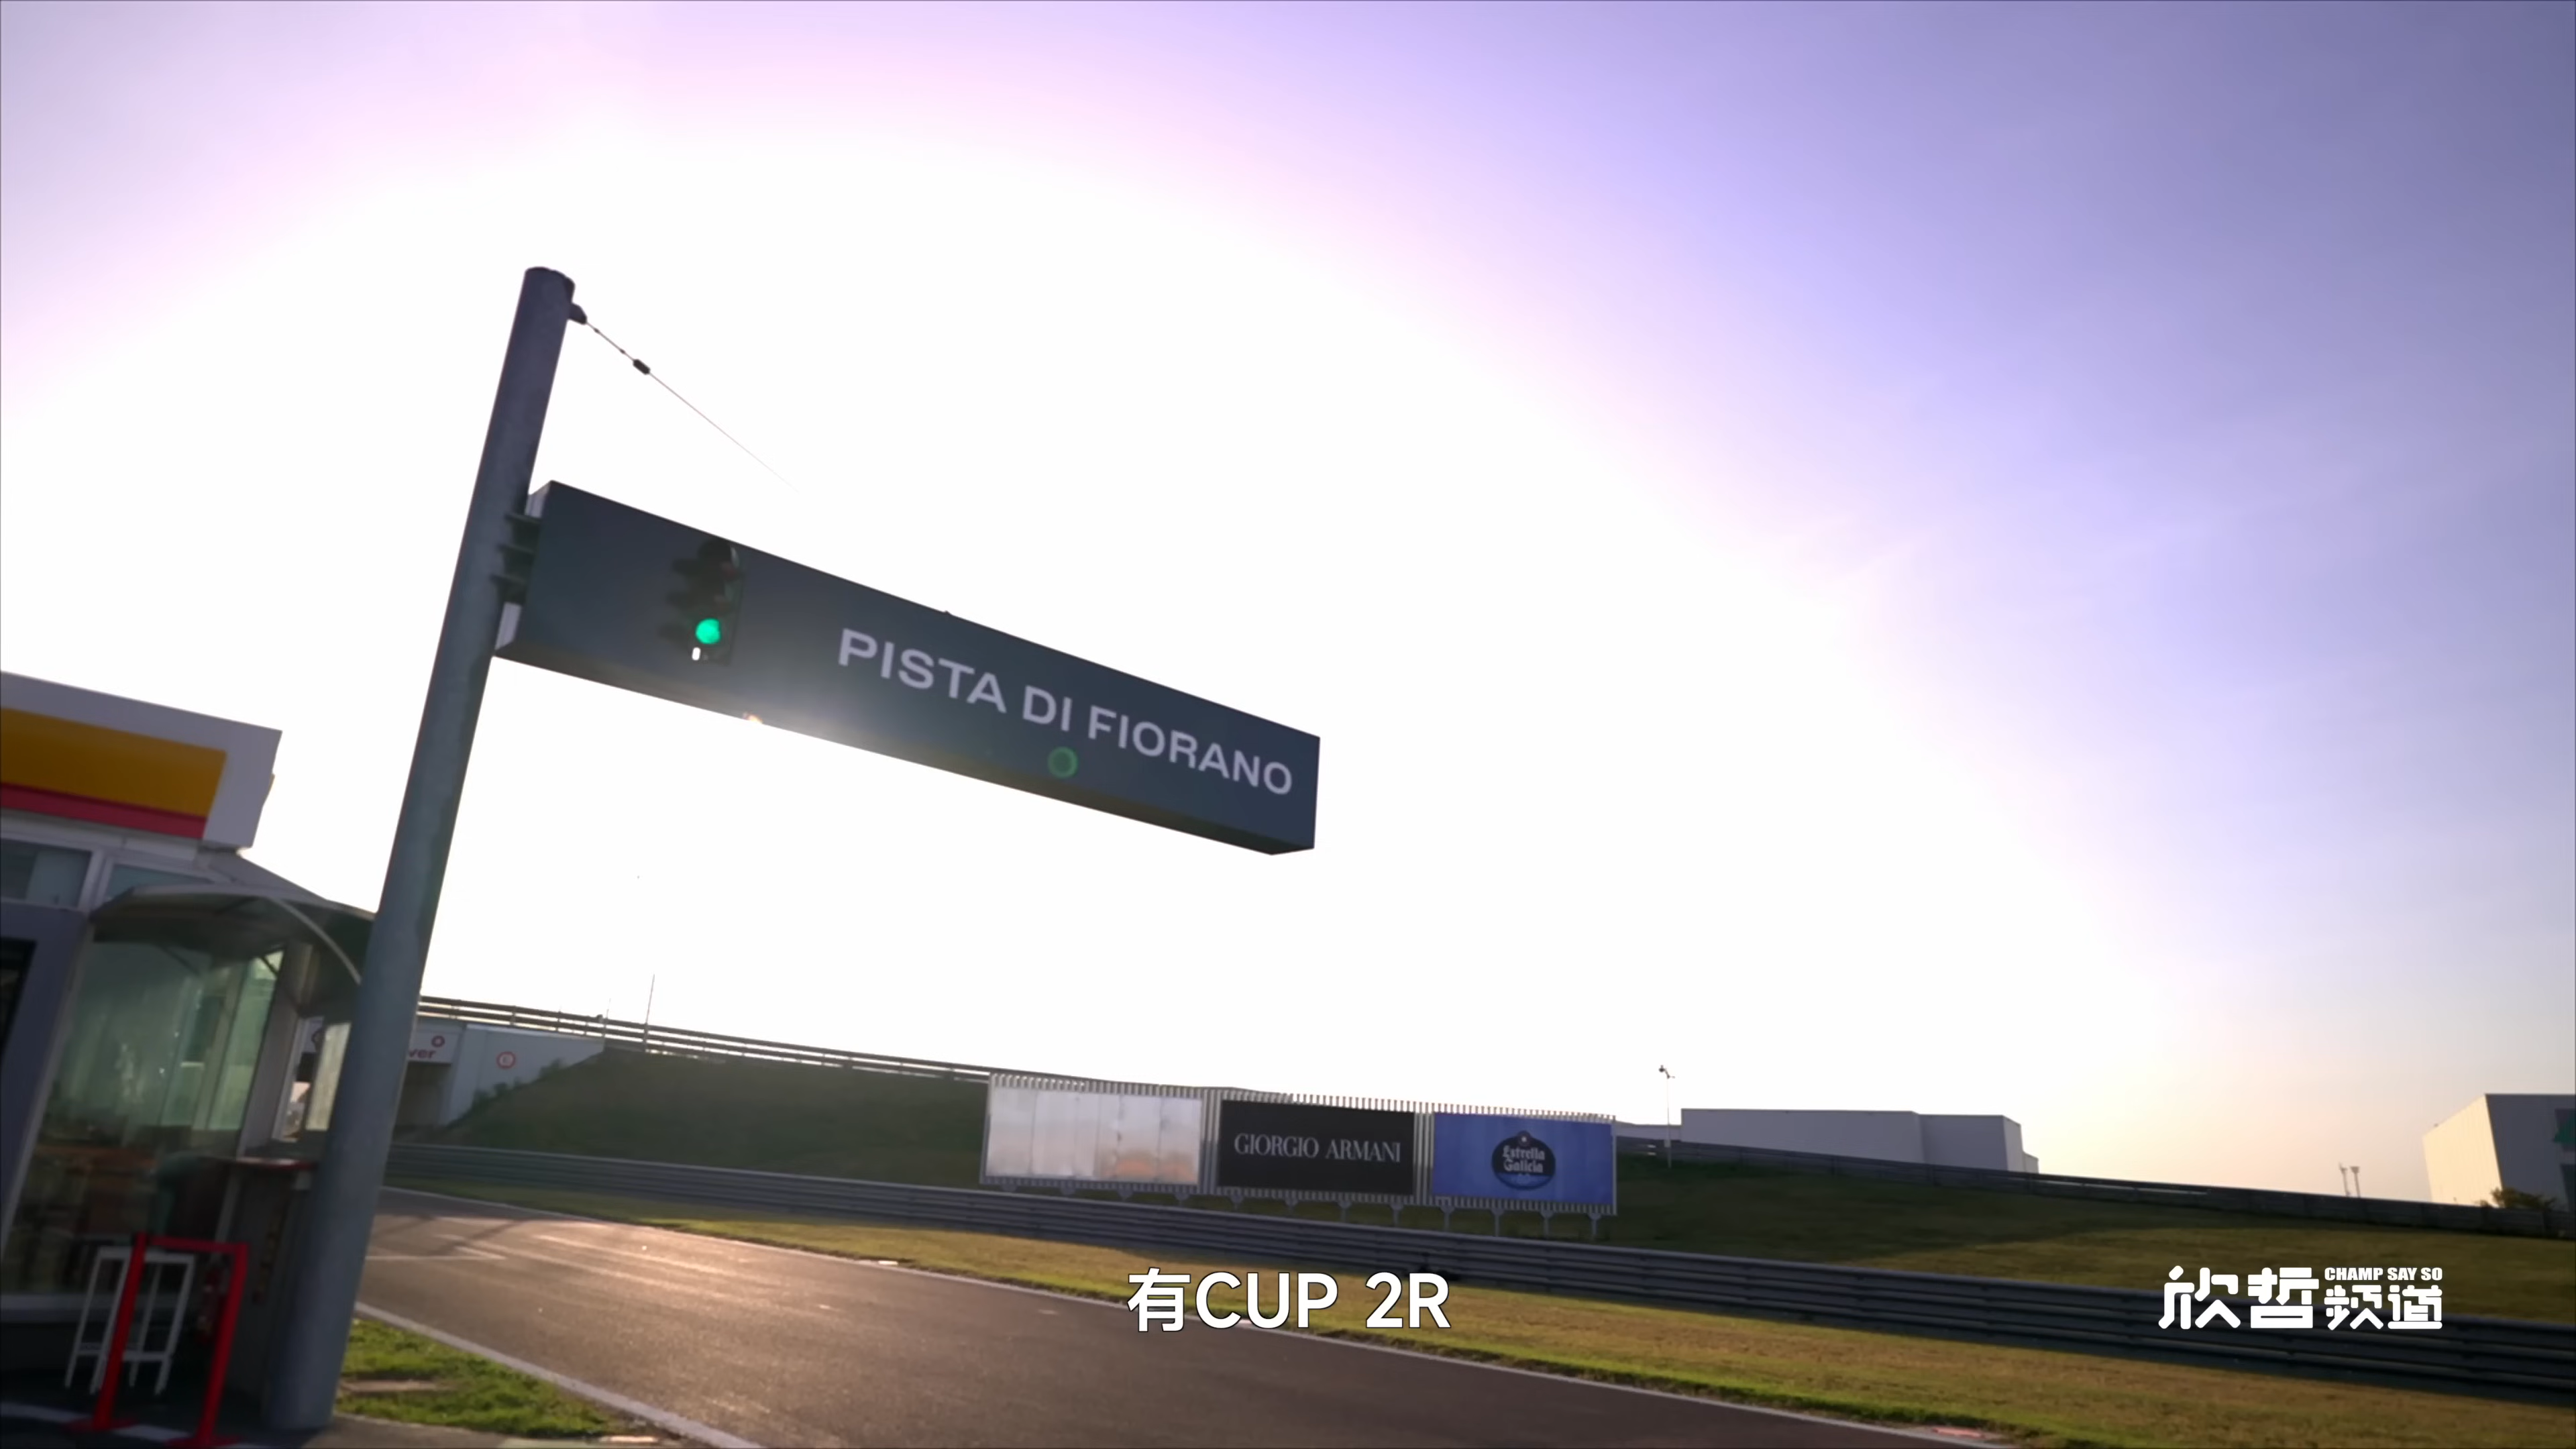 PISTA DI FIORANO
GIORGIO ARMANI
Estrella
Galicia
有CUP 2R
CHAMP SAY SO
欣哲频道